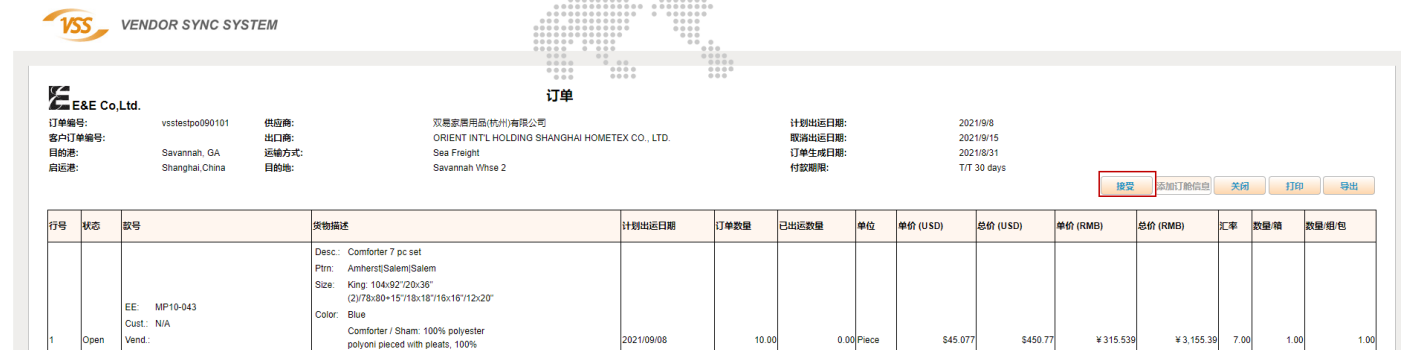 VSS VENDOR SYNC SYSTEM
E&E Co,Ltd.
订单
订单编号: vsstestpo090101 供应商: 双易家居用品(杭州)有限公司 计划出运日期: 2021/9/8
客户订单编号: 出口商: ORIENT INT'L HOLDING SHANGHAI HOMETEX CO., LTD. 取消出运日期: 2021/9/15
目的港: Savannah, GA 运输方式: Sea Freight 订单生成日期: 2021/8/31
启运港: Shanghai,China 目的地: Savannah Whse 2 付款期限: T/T 30 days
接受 添加订舱信息 关闭 打印 导出
行号 状态 款号 货物描述 计划出运日期 订单数量 已出运数量 单位 单价 (USD) 总价 (USD) 单价 (RMB) 总价 (RMB) 汇率 数量/箱 数量/组/包
Desc.: Comforter 7 pc set
Ptrn: Amherst|Salem|Salem
Size: King: 104x92"/20x36"
(2)/78x80+15"/18x18"/16x16"/12x20"
EE: MP10-043
Color: Blue
Cust.: N/A
Comforter / Sham: 100% polyester
1 Open Vend.: polyoni pieced with pleats, 100% 2021/09/08 10.00 0.00 Piece $45.077 $450.77 ¥315.539 ¥3,155.39 7.00 1.00 1.00